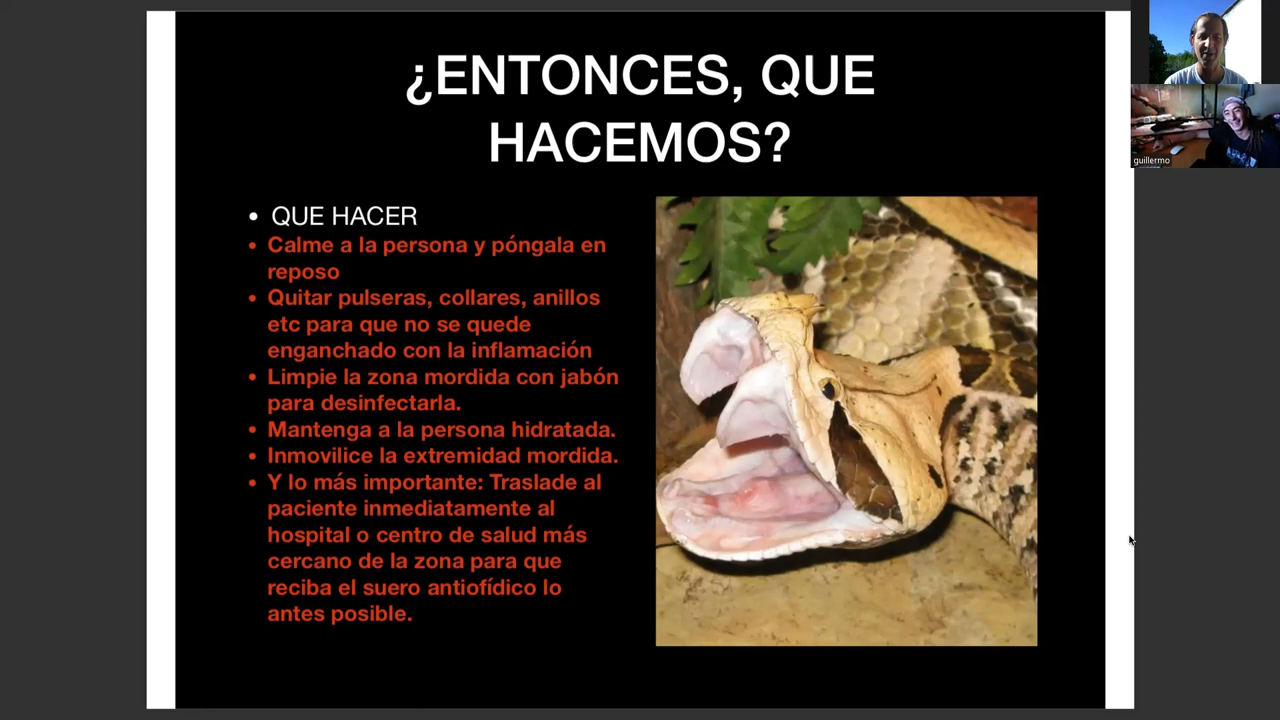 ¿ENTONCES, QUE
HACEMOS?
• QUE HACER
• Calme a la persona y póngala en
reposo
• Quitar pulseras, collares, anillos
etc para que no se quede
enganchado con la inflamación
• Limpie la zona mordida con jabón
para desinfectarla.
• Mantenga a la persona hidratada.
• Inmovilice la extremidad mordida.
• Y lo más importante: Traslade al
paciente inmediatamente al
hospital o centro de salud más
cercano de la zona para que
reciba el suero antiofídico lo
antes posible.
guillermo